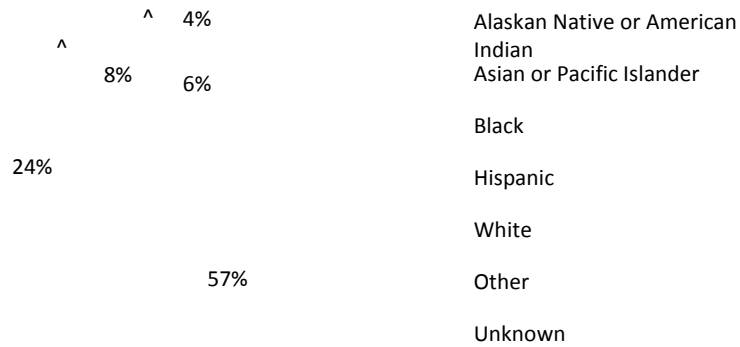 ^
4%
^
8%
6%
24%
57%
Alaskan Native or American
Indian
Asian or Pacific Islander
Black
Hispanic
White
Other
Unknown